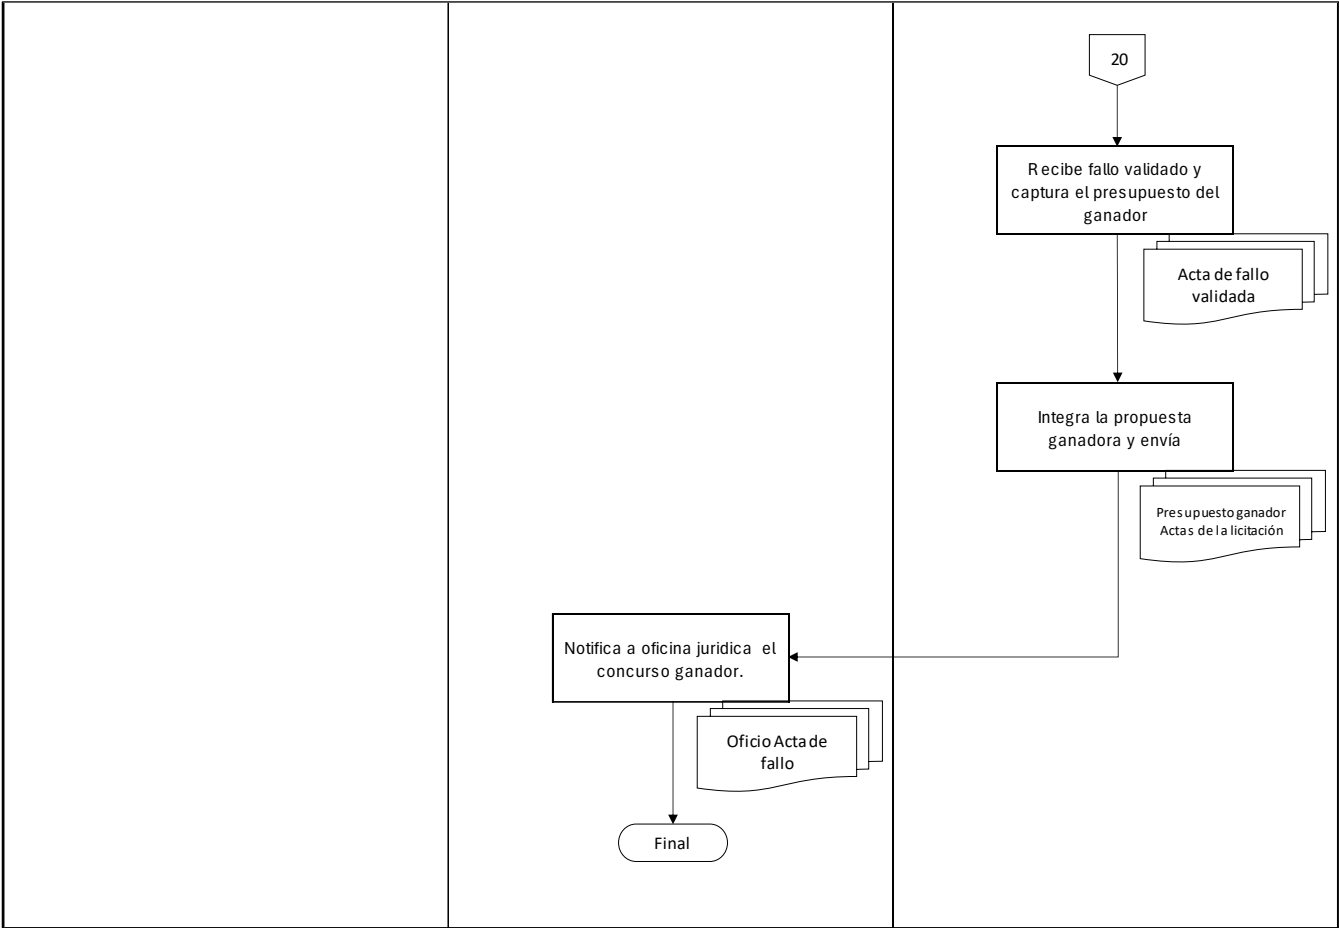 20
Recibe fallo validado y
captura el presupuesto del
ganador
Acta de fallo
validada
Integra la propuesta
ganadora y envía
Presupuesto ganador
Actas de la licitación
Notifica a oficina juridica el
concurso ganador.
Oficio Acta de
fallo
Final